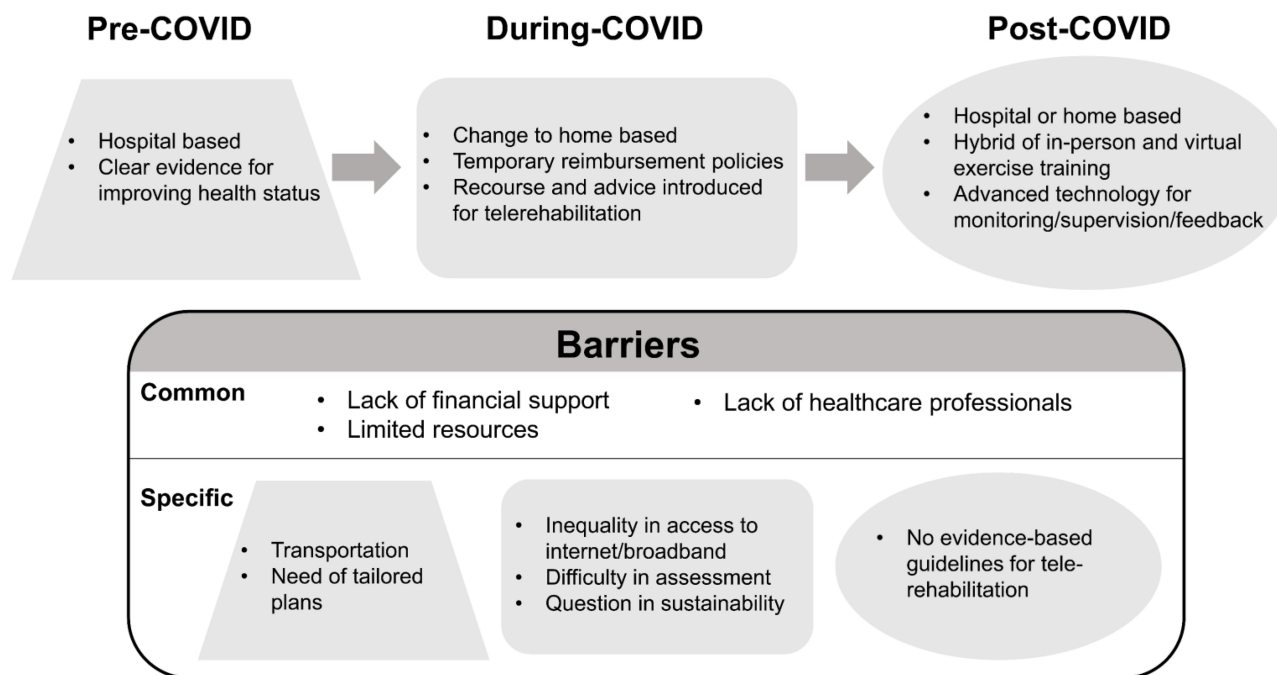 Pre-COVID
During-COVID
Post-COVID
• Hospital based
• Clear evidence for
improving health status
• Change to home based
• Temporary reimbursement policies
• Recourse and advice introduced
for telerehabilitation
• Hospital or home based
• Hybrid of in-person and virtual
exercise training
• Advanced technology for
monitoring/supervision/feedback
Barriers
Common
• Lack of financial support
• Limited resources
• Lack of healthcare professionals
Specific
• Transportation
• Need of tailored
plans
• Inequality in access to
internet/broadband
• Difficulty in assessment
• Question in sustainability
• No evidence-based
guidelines for tele-
rehabilitation